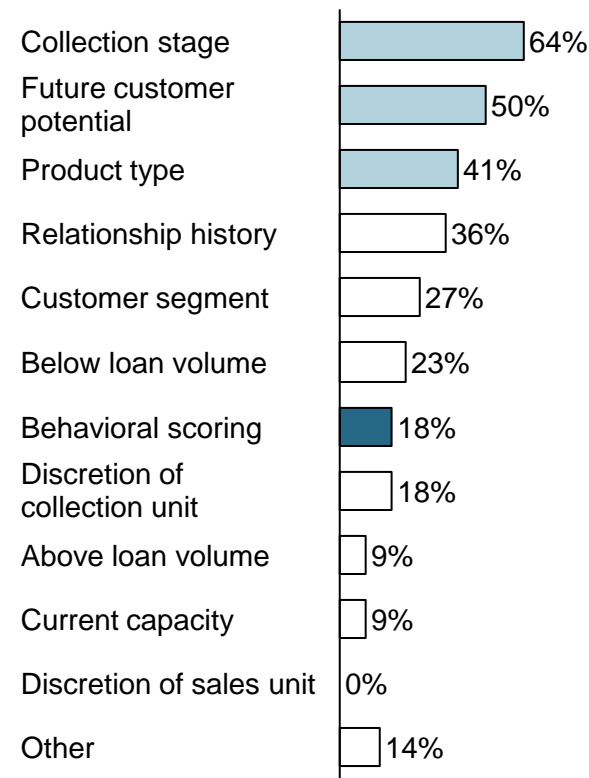 Collection stage 64%
Future customer
potential 50%
Product type 41%
Relationship history 36%
Customer segment 27%
Below loan volume 23%
Behavioral scoring 18%
Discretion of
collection unit 18%
Above loan volume 9%
Current capacity 9%
Discretion of sales unit 0%
Other 14%